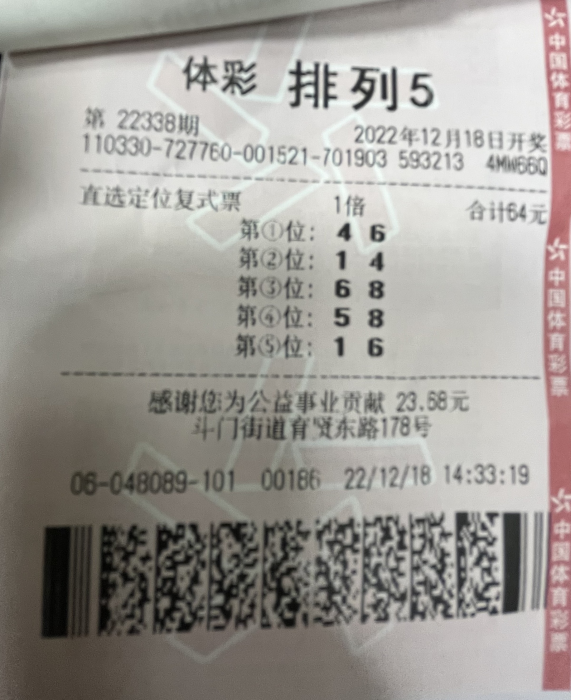 体彩 排列5
第 22338期
2022年12月18日开奖
110330-727760-001521-701903 593213 4MW66Q
直选定位复式票 1倍 合计64元
第①位: 4 6
第②位: 1 4
第③位: 6 8
第④位: 5 8
第⑤位: 1 6
感谢您为公益事业贡献 23.68元
斗门街道育贤东路178号
06-048089-101 00186 22/12/18 14:33:19
中国体育彩票
中国体育彩票
中国体育彩票